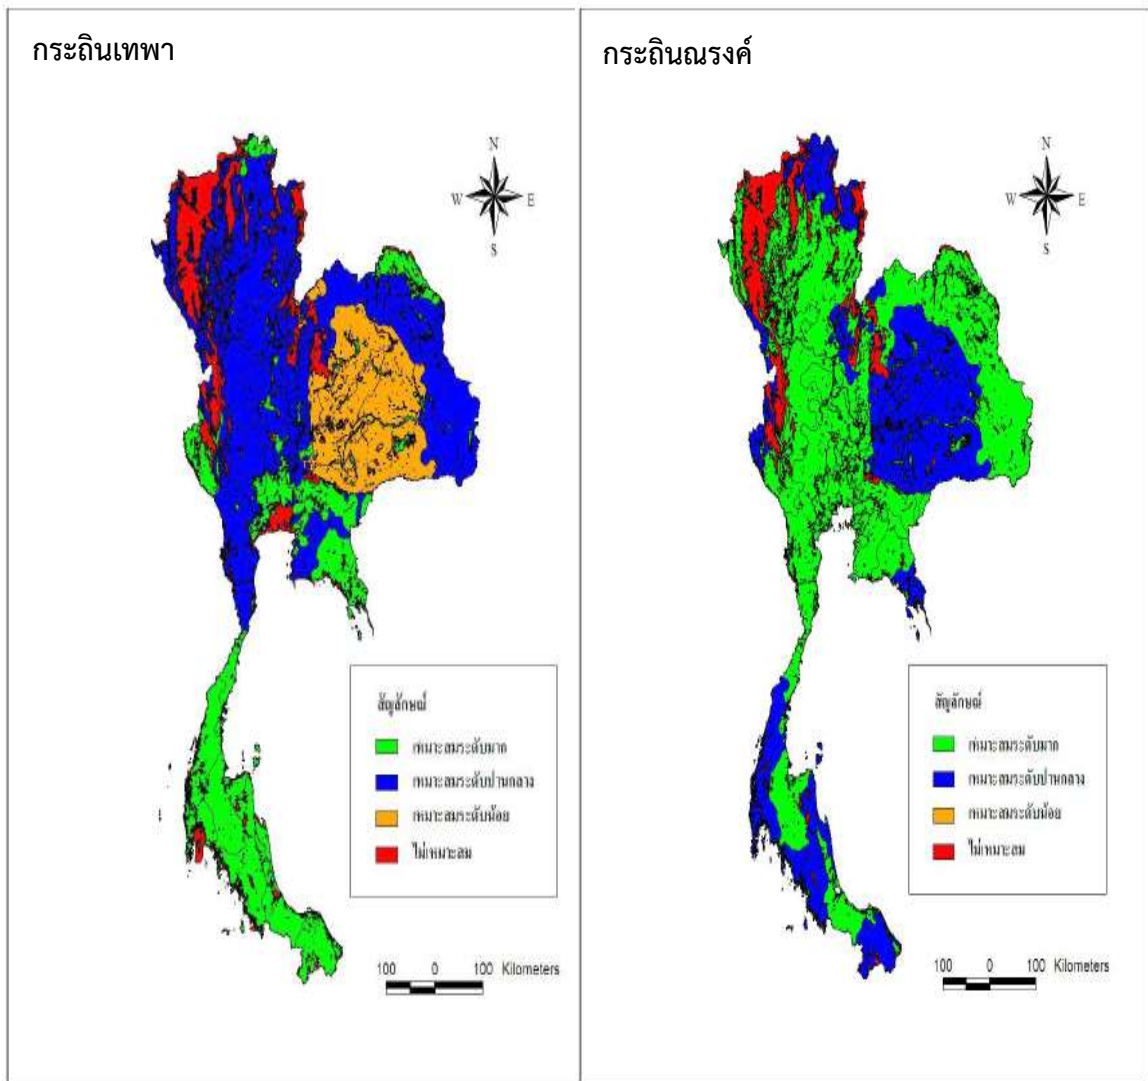 กระถินเทพา
N
W E
S
สัญลักษณ์
เหมาะสมระดับมาก
เหมาะสมระดับปานกลาง
เหมาะสมระดับน้อย
ไม่เหมาะสม
100 0 100 Kilometers
กระถินณรงค์
N
W E
S
สัญลักษณ์
เหมาะสมระดับมาก
เหมาะสมระดับปานกลาง
เหมาะสมระดับน้อย
ไม่เหมาะสม
100 0 100 Kilometers